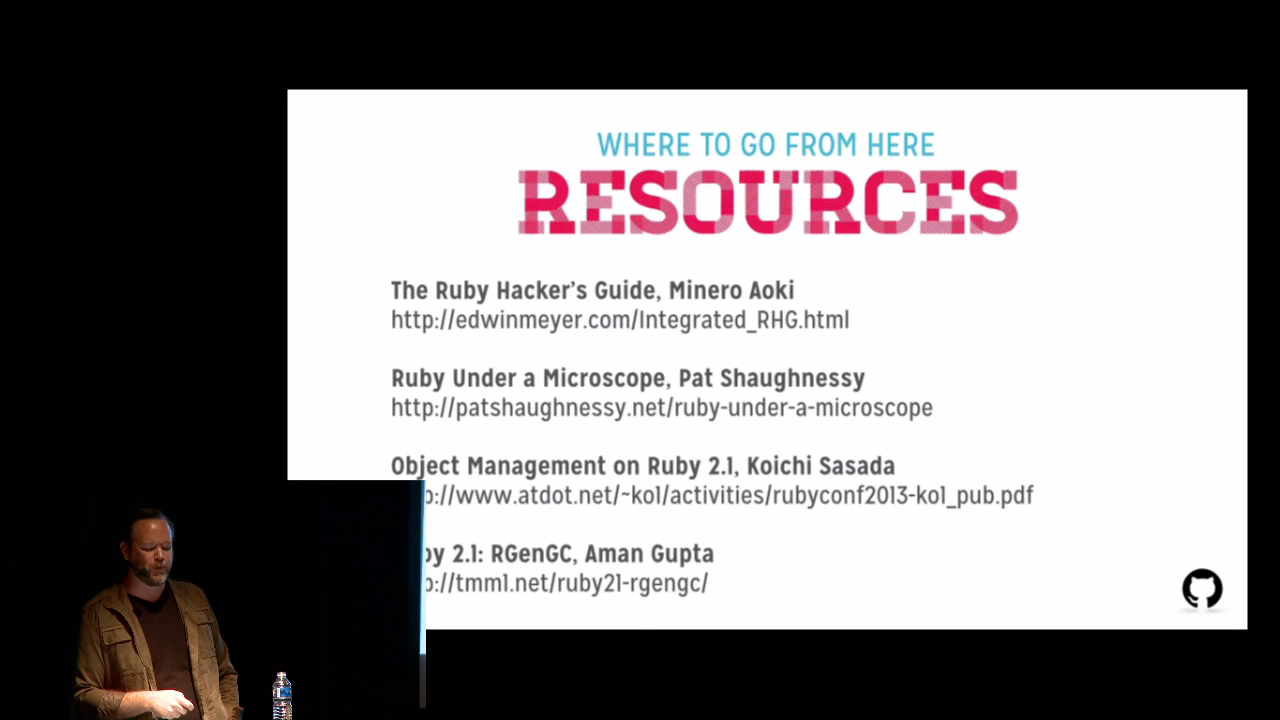 WHERE TO GO FROM HERE
RESOURCES
The Ruby Hacker's Guide, Minero Aoki
http://edwinmeyer.com/Integrated_RHG.html
Ruby Under a Microscope, Pat Shaughnessy
http://patshaughnessy.net/ruby-under-a-microscope
Object Management on Ruby 2.1, Koichi Sasada
p://www.atdot.net/~ko1/activities/rubyconf2013-ko1_pub.pdf
by 2.1: RGenGC, Aman Gupta
p://tmm1.net/ruby21-rgengc/